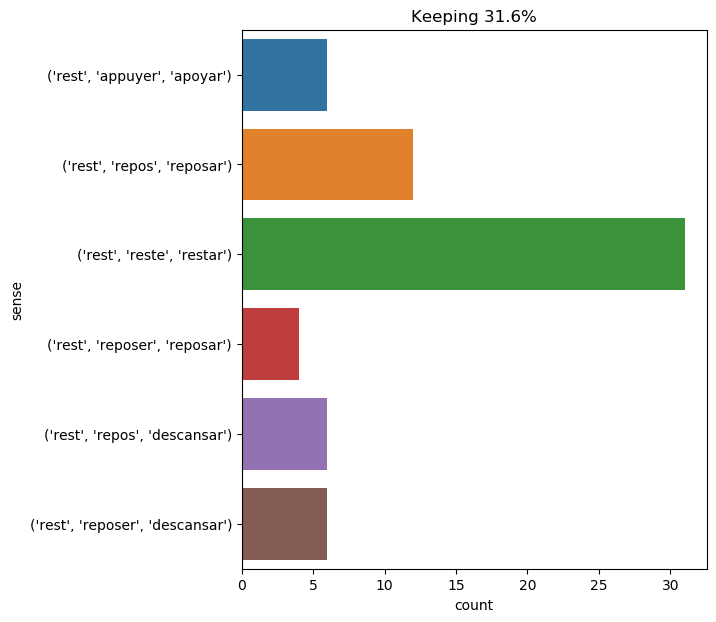 Keeping 31.6%
('rest', 'appuyer', 'apoyar')
('rest', 'repos', 'reposar')
('rest', 'reste', 'restar')
('rest', 'reposer', 'reposar')
('rest', 'repos', 'descansar')
('rest', 'reposer', 'descansar')
sense
0 5 10 15 20 25 30
count